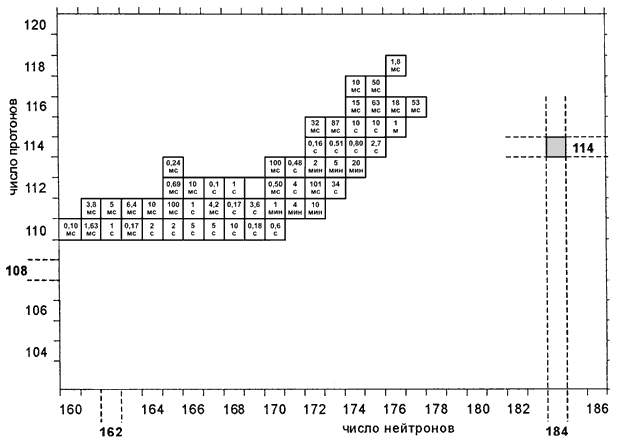 120
118
1,8
мс
10 50
мс мс
116
15 63 18 53
мс мс мс мс
32 87 10 10 1
мс мс с с м
114
0,16 0,51 0,80 2,7
с с с с
114
0,24 100 0,48 2 5 20
мс мс с мин мин мин
112
0,69 10 0,1 1 0,50 4 101 34
мс мс с с мс с мс с
3,8 5 6,4 10 100 1 4,2 0,17 3,6 1 4 10
мс мс мс мс мс с мс с с мин мин мин
110
0,10 1,63 1 0,17 2 2 5 5 10 0,18 0,6
мс мс с мс с с с с с с с
108
106
104
число протонов
160 164 166 168 170 172 174 176 178 180 182 186
162 число нейтронов 184